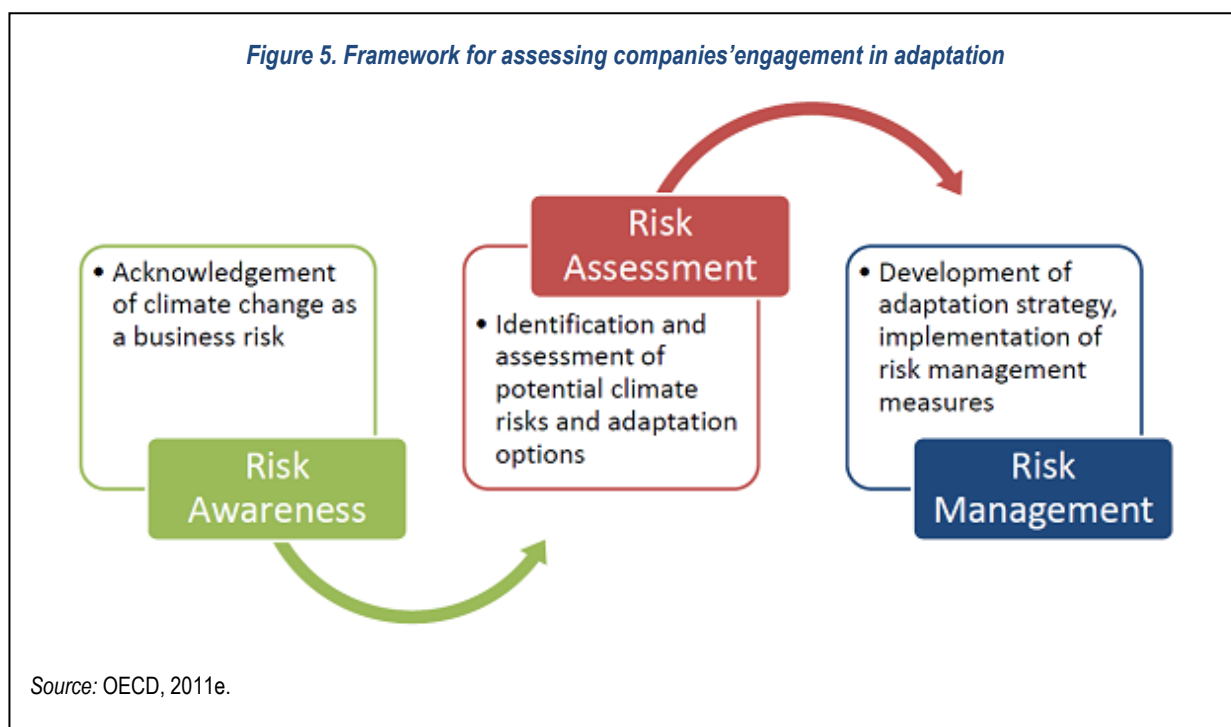 Figure 5. Framework for assessing companies'engagement in adaptation
• Acknowledgement
of climate change as
a business risk
Risk
Awareness
Risk
Assessment
• Identification and
assessment of
potential climate
risks and adaptation
options
• Development of
adaptation strategy,
implementation of
risk management
measures
Risk
Management
Source: OECD, 2011e.